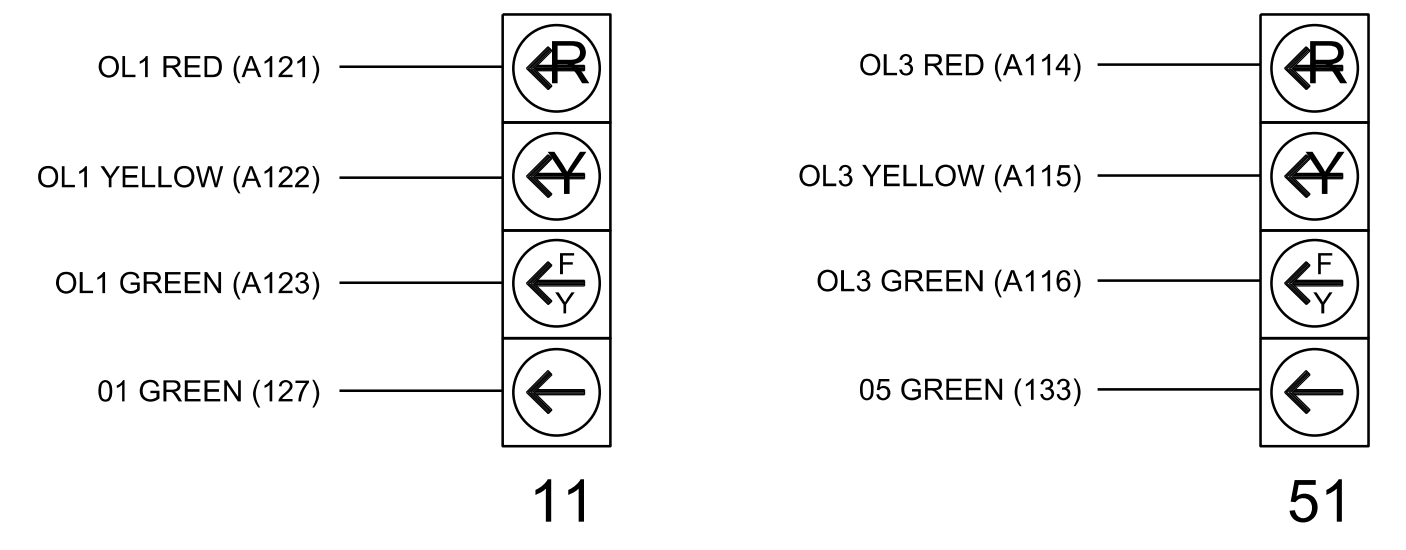 OL1 RED (A121)
R
OL1 YELLOW (A122)
Y
OL1 GREEN (A123)
F
Y
01 GREEN (127)
11
OL3 RED (A114)
R
OL3 YELLOW (A115)
Y
OL3 GREEN (A116)
F
Y
05 GREEN (133)
51